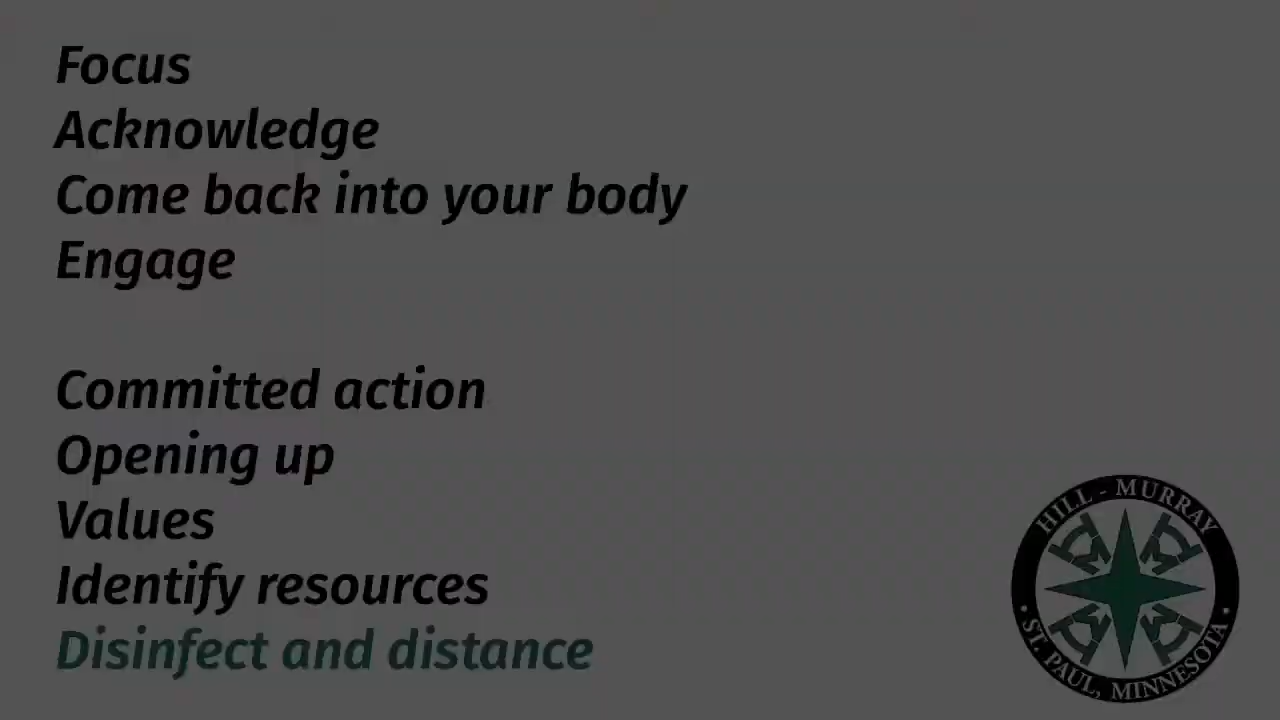 Focus
Acknowledge
Come back into your body
Engage
Committed action
Opening up
Values
Identify resources
Disinfect and distance
HILL - MURRAY
• ST. PAUL, MINNESOTA •